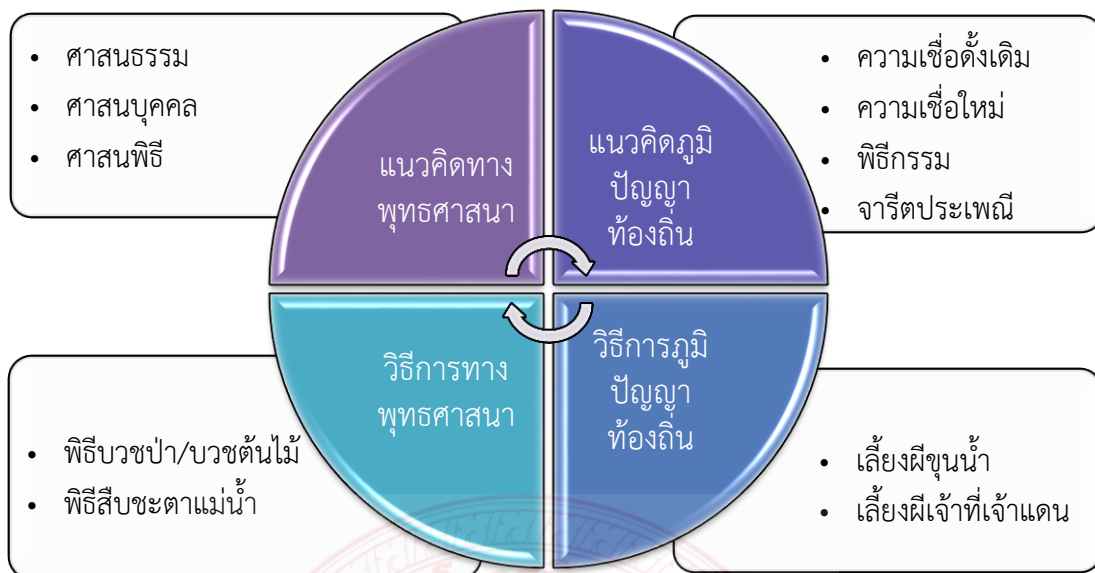 • ศาสนธรรม
• ศาสนบุคคล
• ศาสนพิธี
แนวคิดทาง
พุทธศาสนา
แนวคิดภูมิ
ปัญญา
ท้องถิ่น
• ความเชื่อดั้งเดิม
• ความเชื่อใหม่
• พิธีกรรม
• จารีตประเพณี
• พิธีบวชป่า/บวชต้นไม้
• พิธีสืบชะตาแม่น้ำ
วิธีการทาง
พุทธศาสนา
วิธีการภูมิ
ปัญญา
ท้องถิ่น
• เลี้ยงผีขุนน้ำ
• เลี้ยงผีเจ้าที่เจ้าแดน